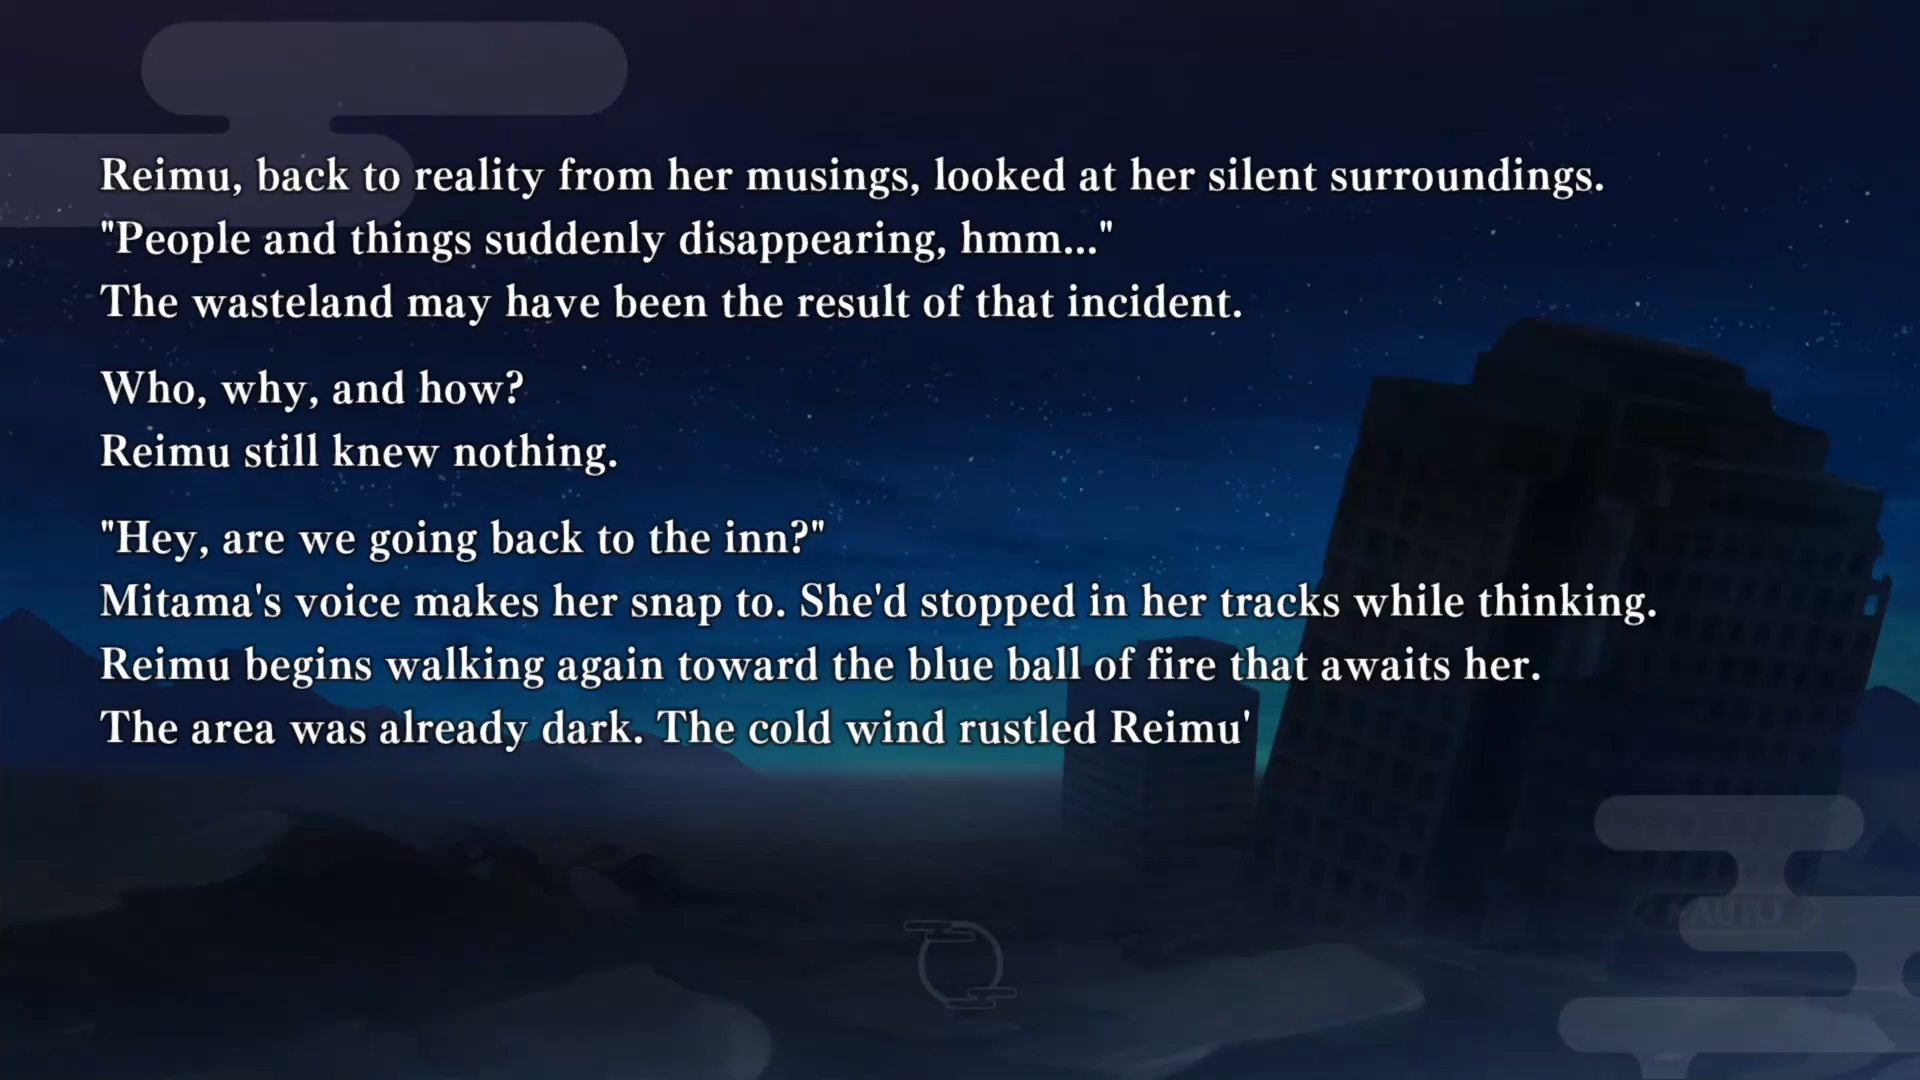 Reimu, back to reality from her musings, looked at her silent surroundings.
"People and things suddenly disappearing, hmm..."
The wasteland may have been the result of that incident.
Who, why, and how?
Reimu still knew nothing.
"Hey, are we going back to the inn?"
Mitama's voice makes her snap to. She'd stopped in her tracks while thinking.
Reimu begins walking again toward the blue ball of fire that awaits her.
The area was already dark. The cold wind rustled Reimu'
AUTO